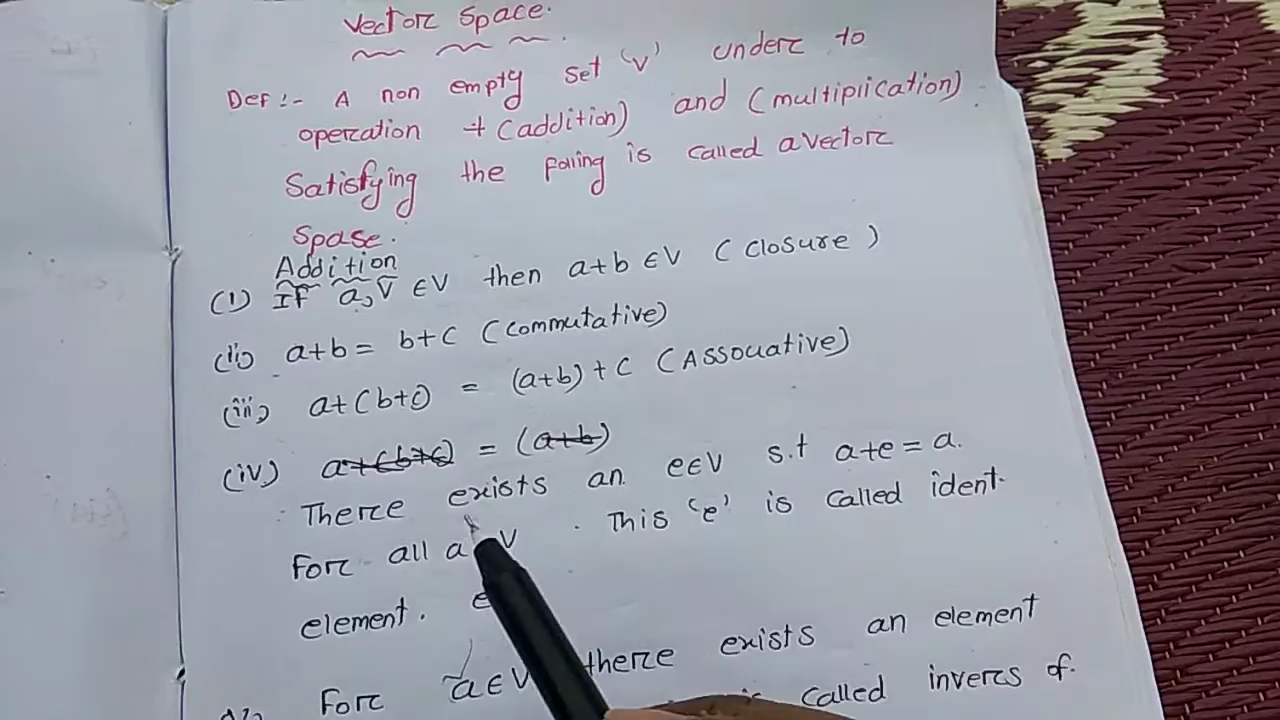 Vector Space.
Def :- A non empty set 'v' under to
operation + (addition) and (multiplication)
Satisfying the folling is called a Vector
Spase.
Addition
(i) If a, v ∈V then a+b ∈V (Closure)
(ii) a+b = b+c (Commutative)
(iii) a+(b+c) = (a+b)+c (Assouative)
(iv) a+(b+c) = (a+b)
There exists an e∈V s.t a+e = a.
For all a V . This 'e' is called ident.
element. e
For a∈V there exists an element
called invers of.